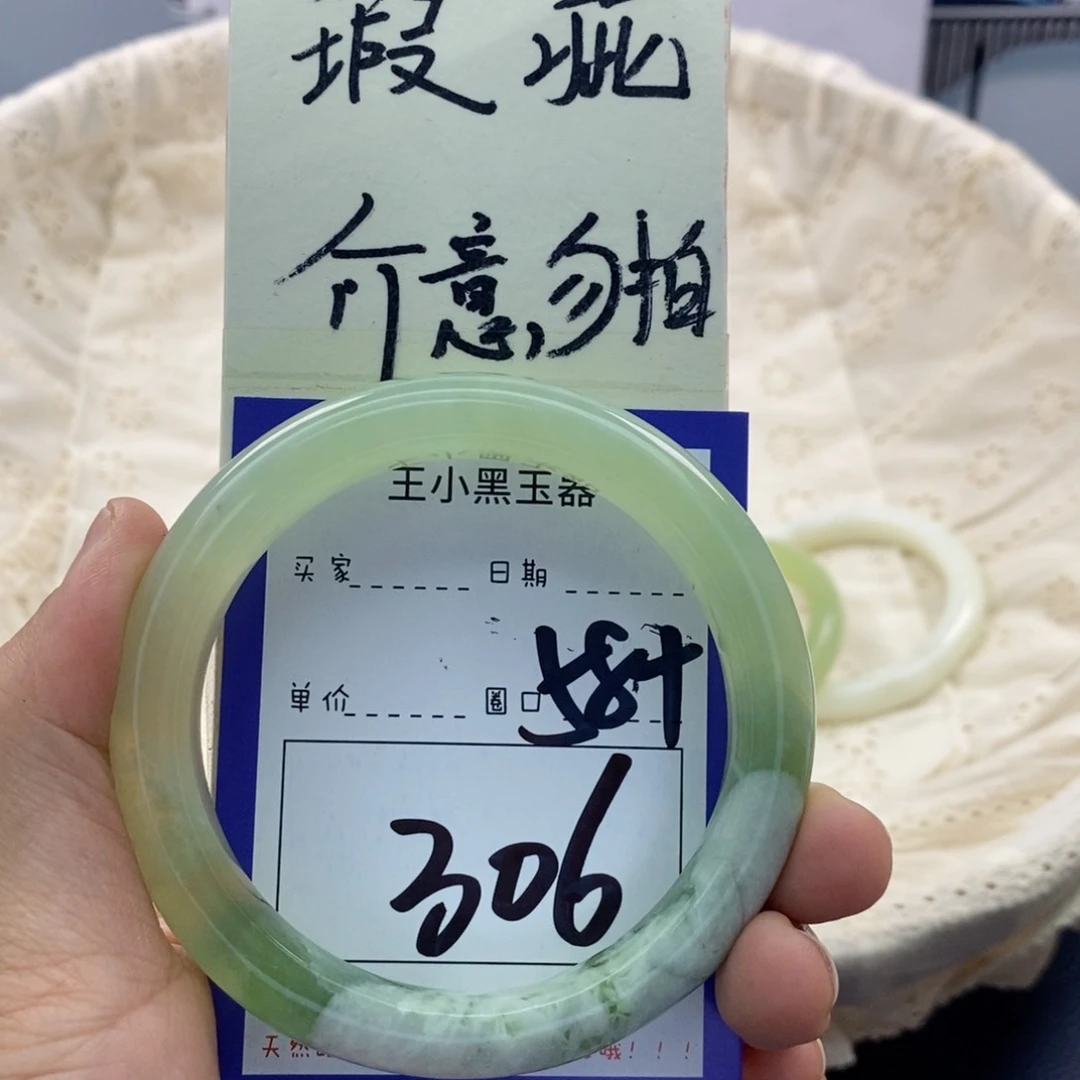 瑕疵
介意勿拍
王小黑玉器
买家 日期
单价 圈口 584
306
天然 哦！！！